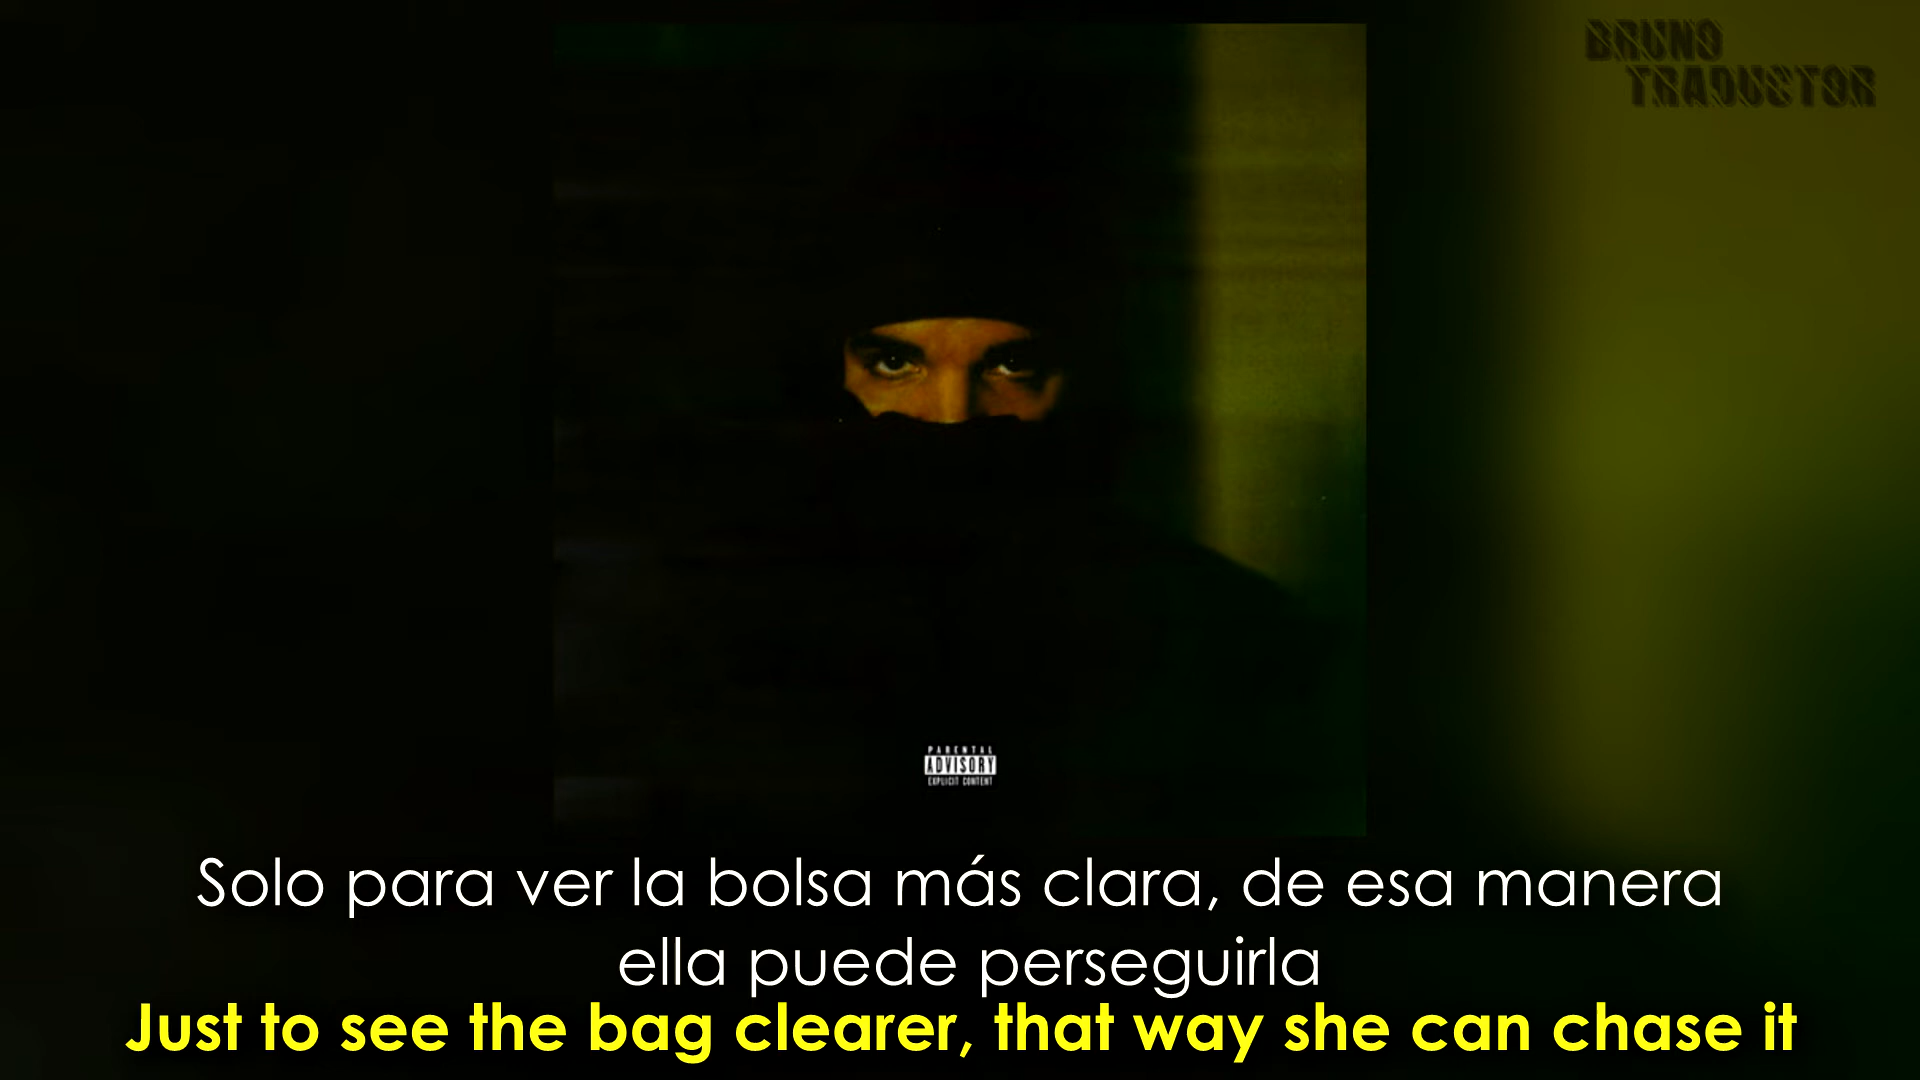 BRUNO
TRADUCTOR
PARENTAL
ADVISORY
EXPLICIT CONTENT
Solo para ver la bolsa más clara, de esa manera
ella puede perseguirla
Just to see the bag clearer, that way she can chase it